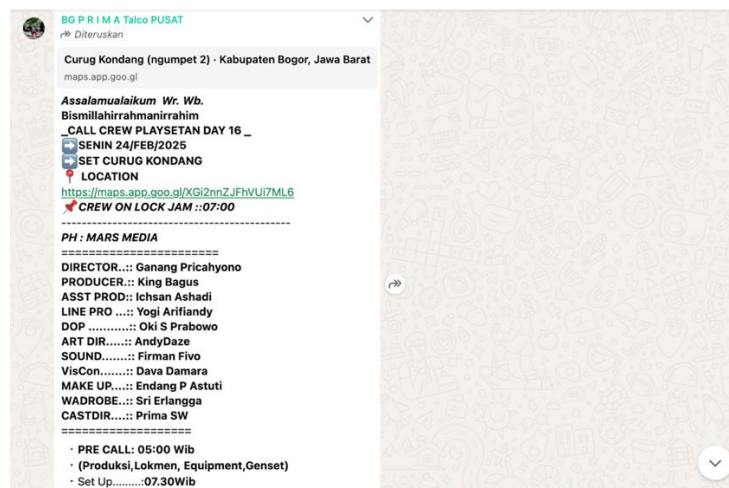 BG P R I M A Talco PUSAT
Diteruskan
Curug Kondang (ngumpet 2) · Kabupaten Bogor, Jawa Barat
maps.app.goo.gl
Assalamualaikum Wr. Wb.
Bismillahirrahmanirrahim
_CALL CREW PLAYSETAN DAY 16 _
➡️SENIN 24/FEB/2025
➡️SET CURUG KONDANG
📍 LOCATION
https://maps.app.goo.gl/XGi2nnZJFhVUi7ML6
📌CREW ON LOCK JAM ::07:00
--------------------------------------------
PH : MARS MEDIA
========================
DIRECTOR..:: Ganang Pricahyono
PRODUCER.:: King Bagus
ASST PROD:: Ichsan Ashadi
LINE PRO ...:: Yogi Arifiandy
DOP ...........:: Oki S Prabowo
ART DIR.....:: AndyDaze
SOUND.......:: Firman Fivo
VisCon.......:: Dava Damara
MAKE UP....:: Endang P Astuti
WADROBE..:: Sri Erlangga
CASTDIR....:: Prima SW
====================
· PRE CALL: 05:00 Wib
· (Produksi,Lokmen, Equipment,Genset)
· Set Up.........:07.30Wib